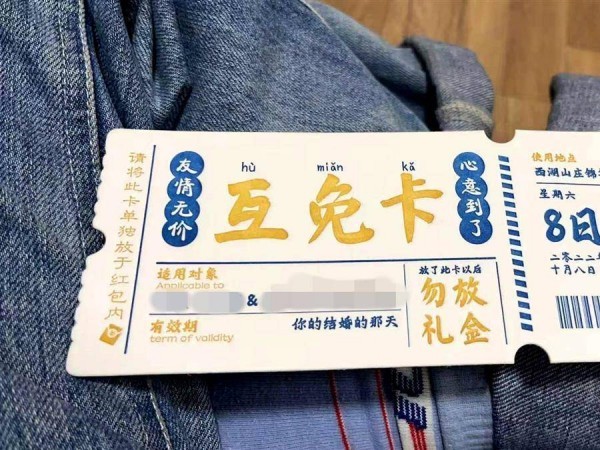 请将此卡单独放于红包内
友情无价
hù miǎn kǎ
互免卡
心意到了
适用对象
Applicable to
&
有效期
term of validity
你的结婚的那天
放了此卡以后
勿放
礼金
使用地点
西湖山庄锦
星期六
8日
二零二二年
十月八日